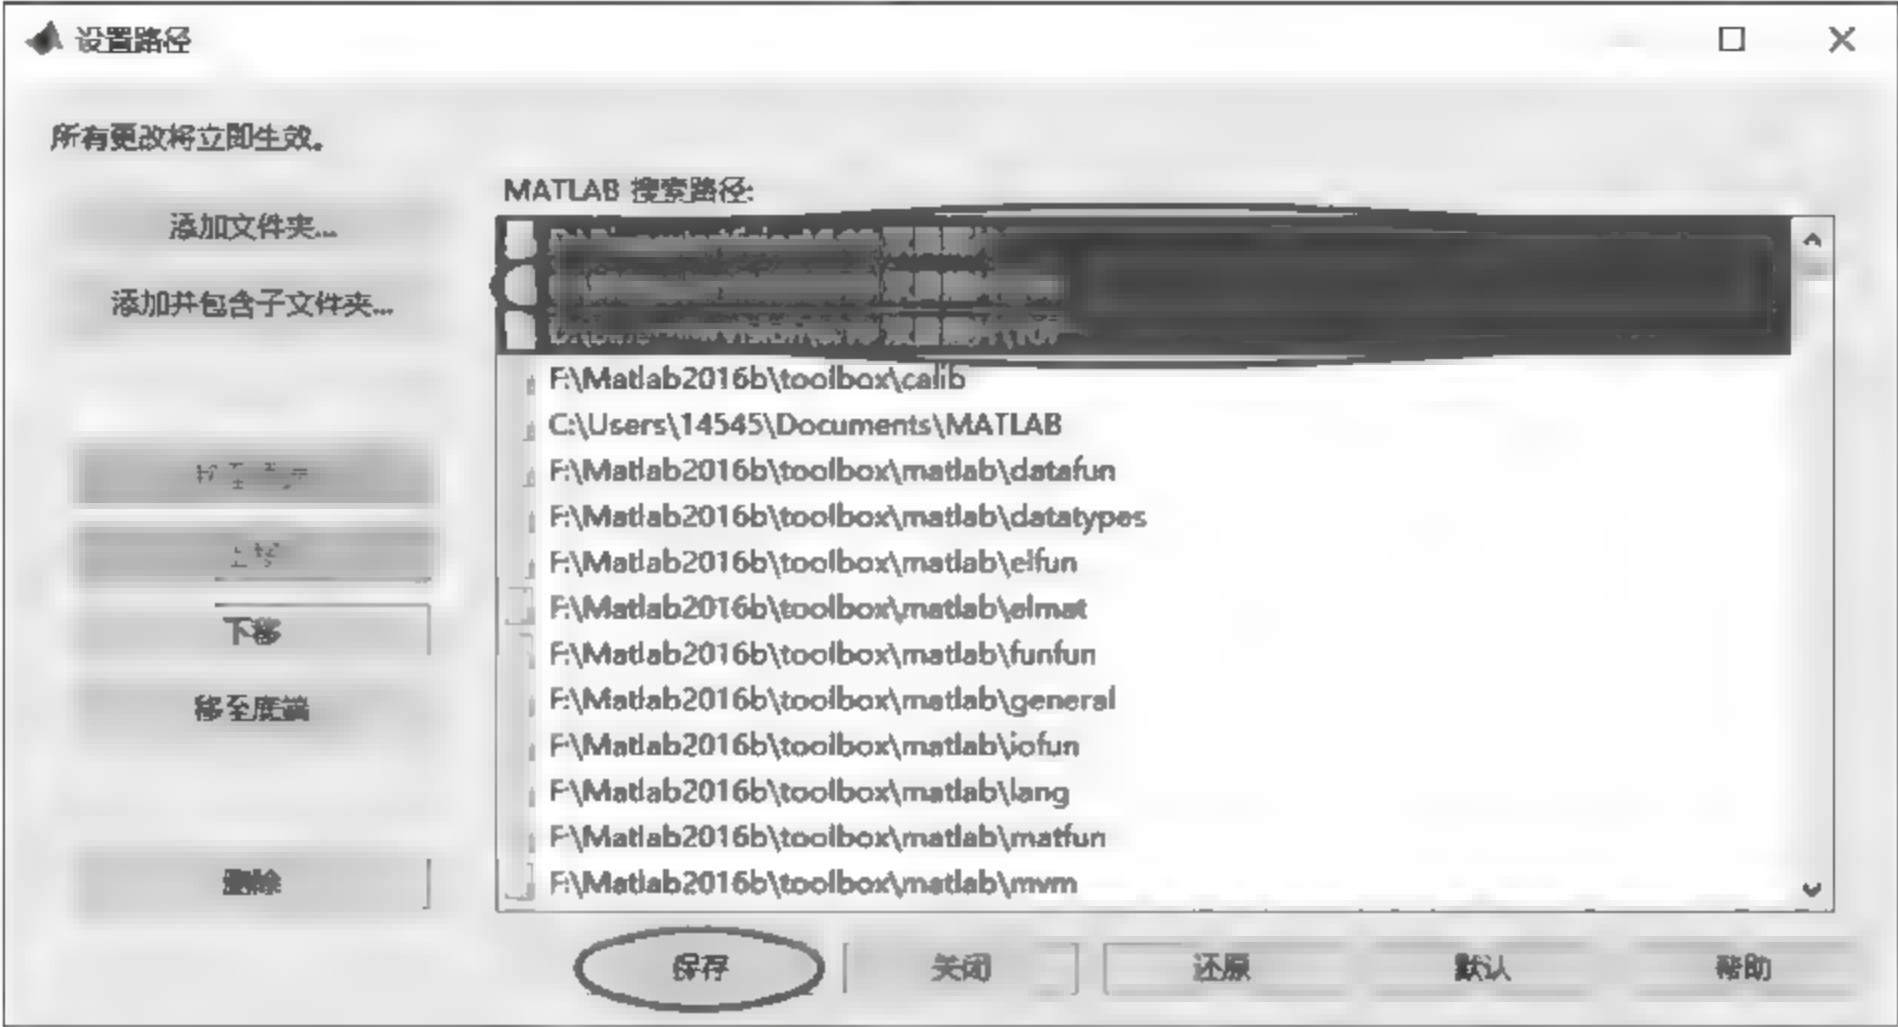 设置路径
所有更改将立即生效。
MATLAB 搜索路径:
添加文件夹...
添加并包含子文件夹...
下移
移至底端
删除
F:\Matlab2016b\toolbox\calib
C:\Users\14545\Documents\MATLAB
F:\Matlab2016b\toolbox\matlab\datafun
F:\Matlab2016b\toolbox\matlab\datatypes
F:\Matlab2016b\toolbox\matlab\elfun
F:\Matlab2016b\toolbox\matlab\elmat
F:\Matlab2016b\toolbox\matlab\funfun
F:\Matlab2016b\toolbox\matlab\general
F:\Matlab2016b\toolbox\matlab\iofun
F:\Matlab2016b\toolbox\matlab\lang
F:\Matlab2016b\toolbox\matlab\matfun
F:\Matlab2016b\toolbox\matlab\mvm
保存 关闭 还原 默认 帮助